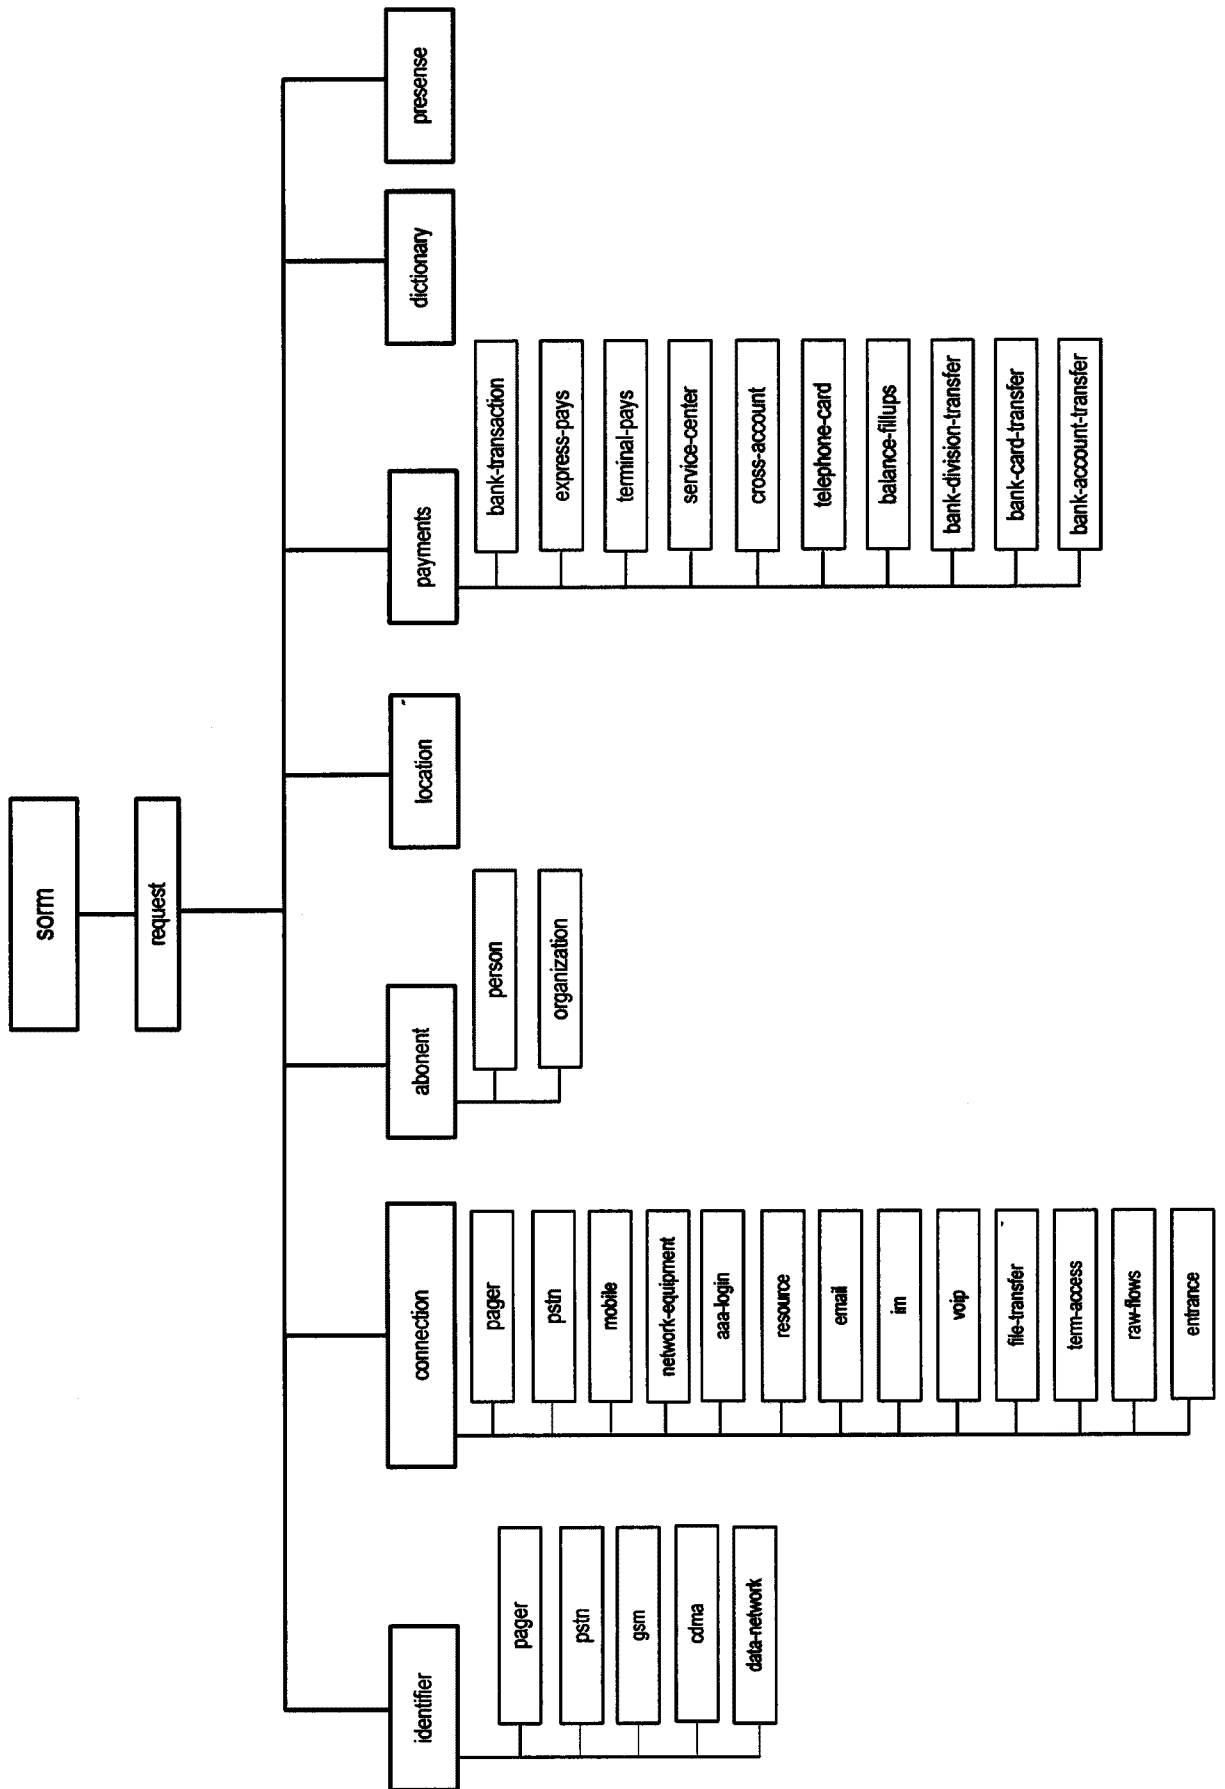 sorm
request
identifier
pager
pstn
gsm
cdma
data-network
connection
pager
pstn
mobile
network-equipment
aaa-login
resource
email
im
voip
file-transfer
term-access
raw-flows
entrance
abonent
person
organization
location
payments
bank-transaction
express-pays
terminal-pays
service-center
cross-account
telephone-card
balance-fillups
bank-division-transfer
bank-card-transfer
bank-account-transfer
dictionary
presense